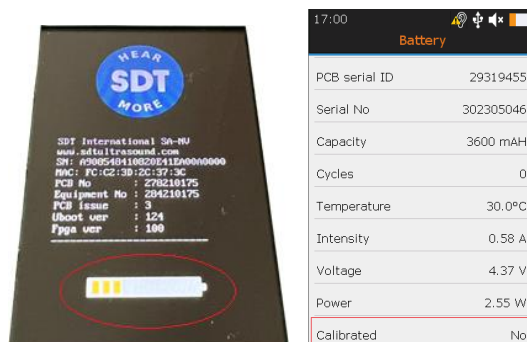 HEAR
SDT
MORE
SDT International SA-NV
www.sdtultrasound.com
SN: A9085484108Z0E41EA00A0000
MAC: FC:C2:3D:2C:37:3C
PCB No : 278210175
Equipment No : 284210175
PCB issue : 3
Uboot ver : 124
Fpga ver : 100
17:00
Battery
PCB serial ID 29319455
Serial No 302305046
Capacity 3600 mAH
Cycles 0
Temperature 30.0°C
Intensity 0.58 A
Voltage 4.37 V
Power 2.55 W
Calibrated No